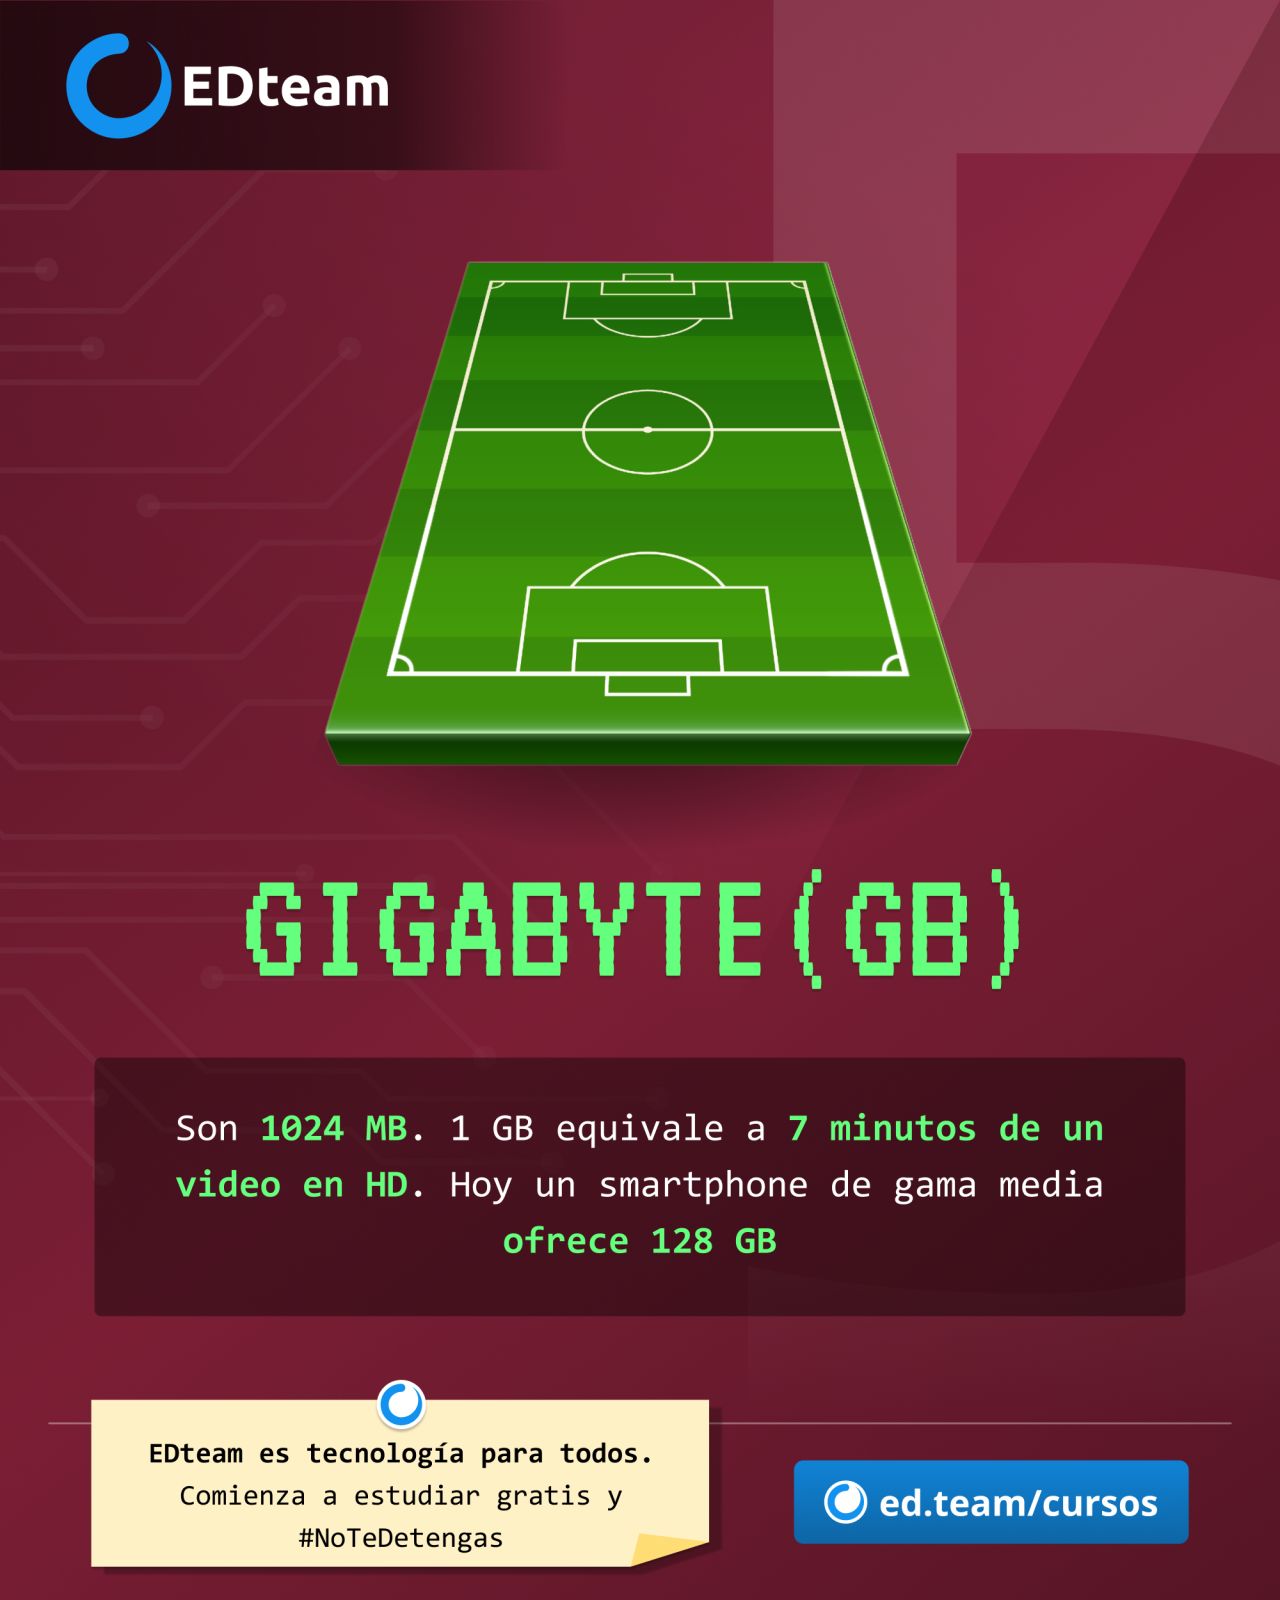 EDteam
GIGABYTE(GB)
Son 1024 MB. 1 GB equivale a 7 minutos de un
video en HD. Hoy un smartphone de gama media
ofrece 128 GB
EDteam es tecnología para todos.
Comienza a estudiar gratis y
#NoTeDetengas
ed.team/cursos